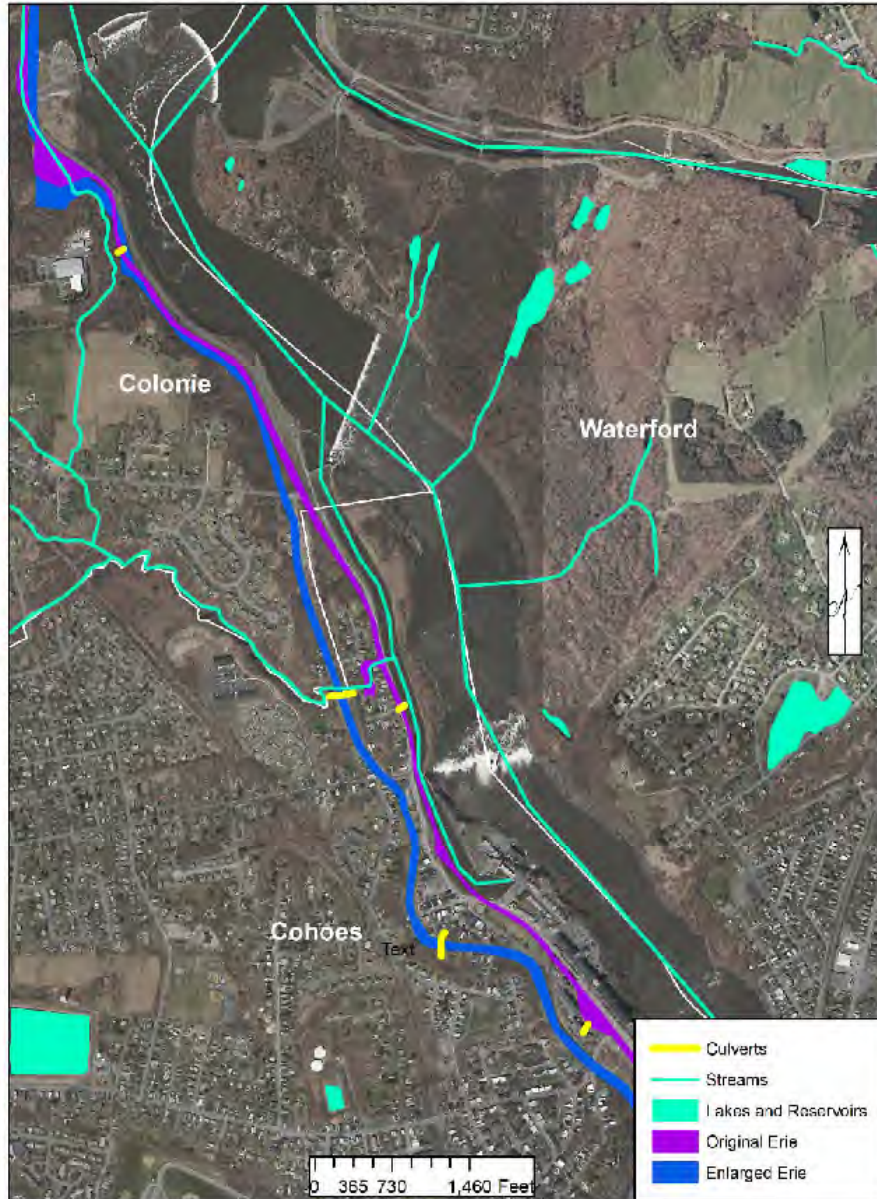 Colonie
Waterford
Cohoes
Text
Culverts
Streams
Lakes and Reservoirs
Original Erie
Enlarged Erie
0 365 730 1,460 Feet